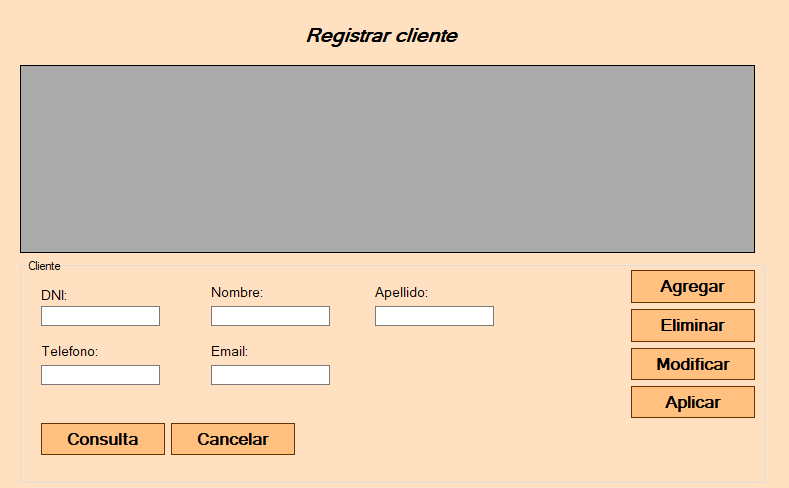 Registrar cliente
Cliente
DNI:
Nombre:
Apellido:
Telefono:
Email:
Agregar
Eliminar
Modificar
Aplicar
Consulta
Cancelar